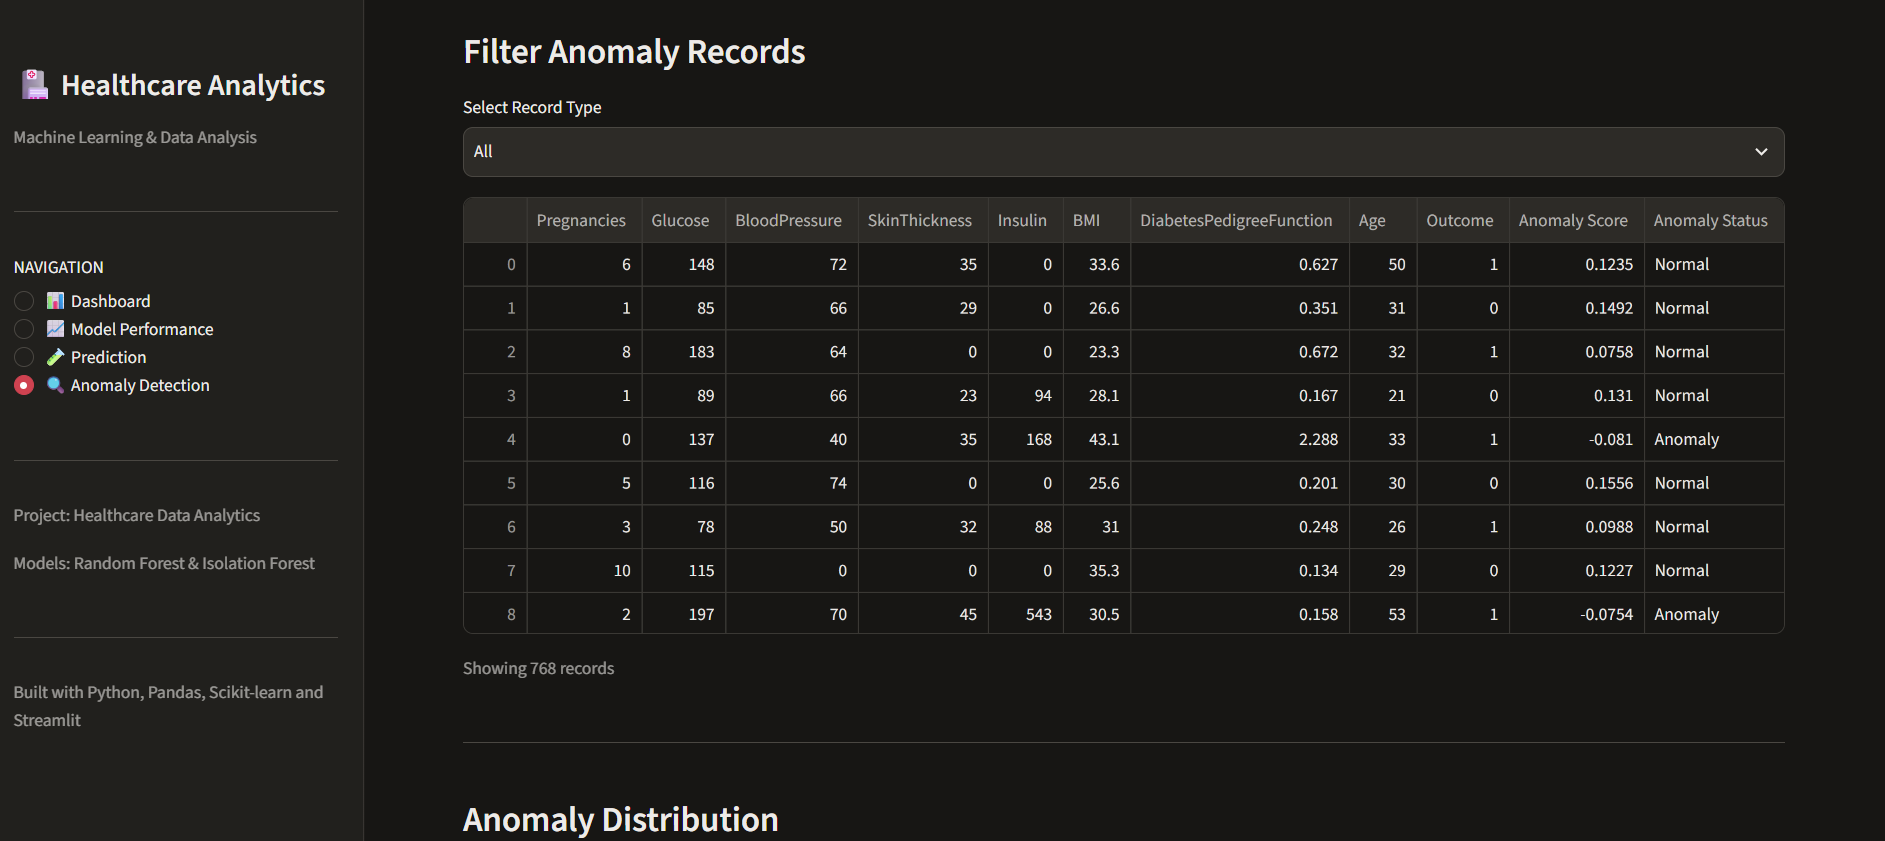 Healthcare Analytics
Machine Learning & Data Analysis
NAVIGATION
Dashboard
Model Performance
Prediction
Anomaly Detection
Project: Healthcare Data Analytics
Models: Random Forest & Isolation Forest
Built with Python, Pandas, Scikit-learn and
Streamlit
Filter Anomaly Records
Select Record Type
All
Pregnancies Glucose BloodPressure SkinThickness Insulin BMI DiabetesPedigreeFunction Age Outcome Anomaly Score Anomaly Status
0 6 148 72 35 0 33.6 0.627 50 1 0.1235 Normal
1 1 85 66 29 0 26.6 0.351 31 0 0.1492 Normal
2 8 183 64 0 0 23.3 0.672 32 1 0.0758 Normal
3 1 89 66 23 94 28.1 0.167 21 0 0.131 Normal
4 0 137 40 35 168 43.1 2.288 33 1 -0.081 Anomaly
5 5 116 74 0 0 25.6 0.201 30 0 0.1556 Normal
6 3 78 50 32 88 31 0.248 26 1 0.0988 Normal
7 10 115 0 0 0 35.3 0.134 29 0 0.1227 Normal
8 2 197 70 45 543 30.5 0.158 53 1 -0.0754 Anomaly
Showing 768 records
Anomaly Distribution